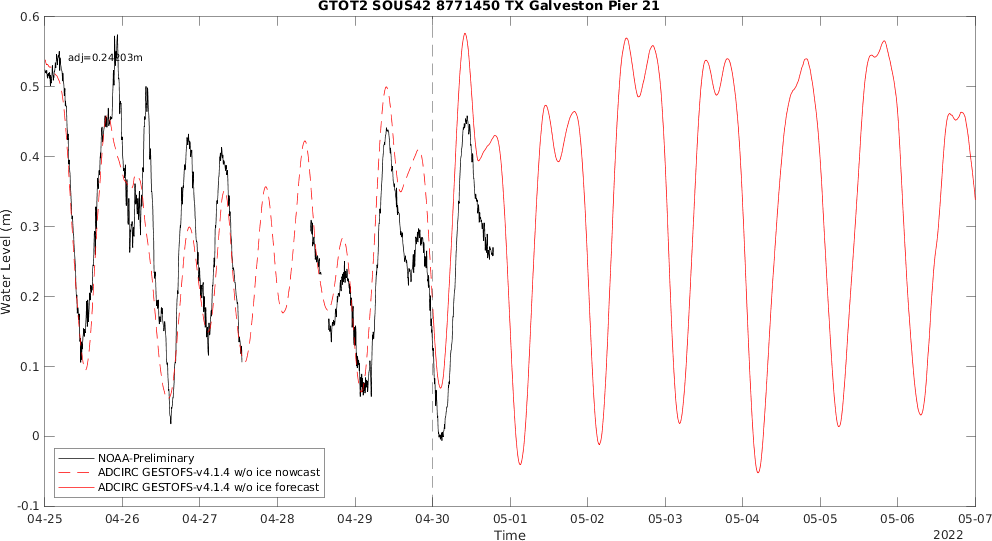 GTOT2 SOUS42 8771450 TX Galveston Pier 21
0.6
0.5
0.4
0.3
0.2
0.1
0
-0.1
Water Level (m)
NOAA-Preliminary
ADCIRC GESTOFS-v4.1.4 w/o ice nowcast
ADCIRC GESTOFS-v4.1.4 w/o ice forecast
04-25 04-26 04-27 04-28 04-29 04-30 05-01 05-02 05-03 05-04 05-05 05-06 05-07
Time
2022